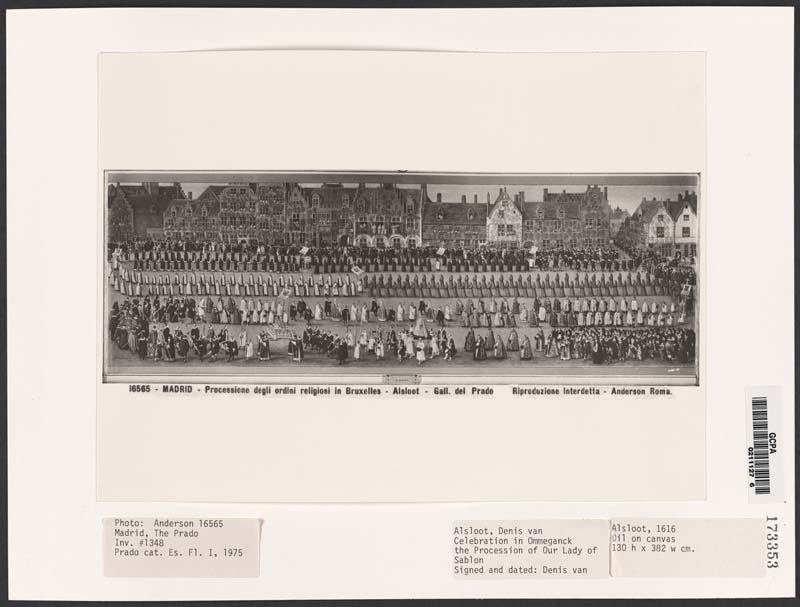 16565 - MADRID - Processione degli ordini religiosi in Bruxelles - Alsloot - Gall. del Prado Riproduzione interdetta - Anderson Roma.
GCPA
0211127 6
173353
Photo: Anderson 16565
Madrid, The Prado
Inv. #1348
Prado cat. Es. Fl. I, 1975
Alsloot, Denis van
Celebration in Ommeganck
the Procession of Our Lady of
Sablon
Signed and dated: Denis van
Alsloot, 1616
Oil on canvas
130 h x 382 w cm.